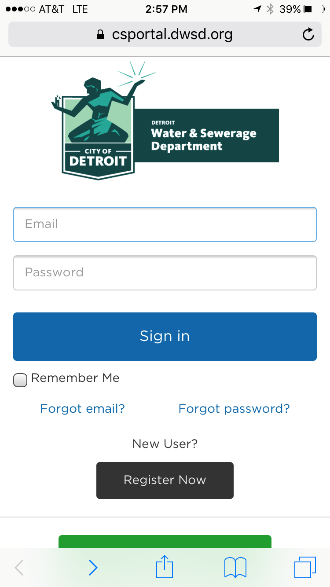 AT&T LTE 2:57 PM 39%
csportal.dwsd.org
CITY OF
DETROIT
DETROIT
Water & Sewerage
Department
Email
Password
Sign in
Remember Me
Forgot email? Forgot password?
New User?
Register Now